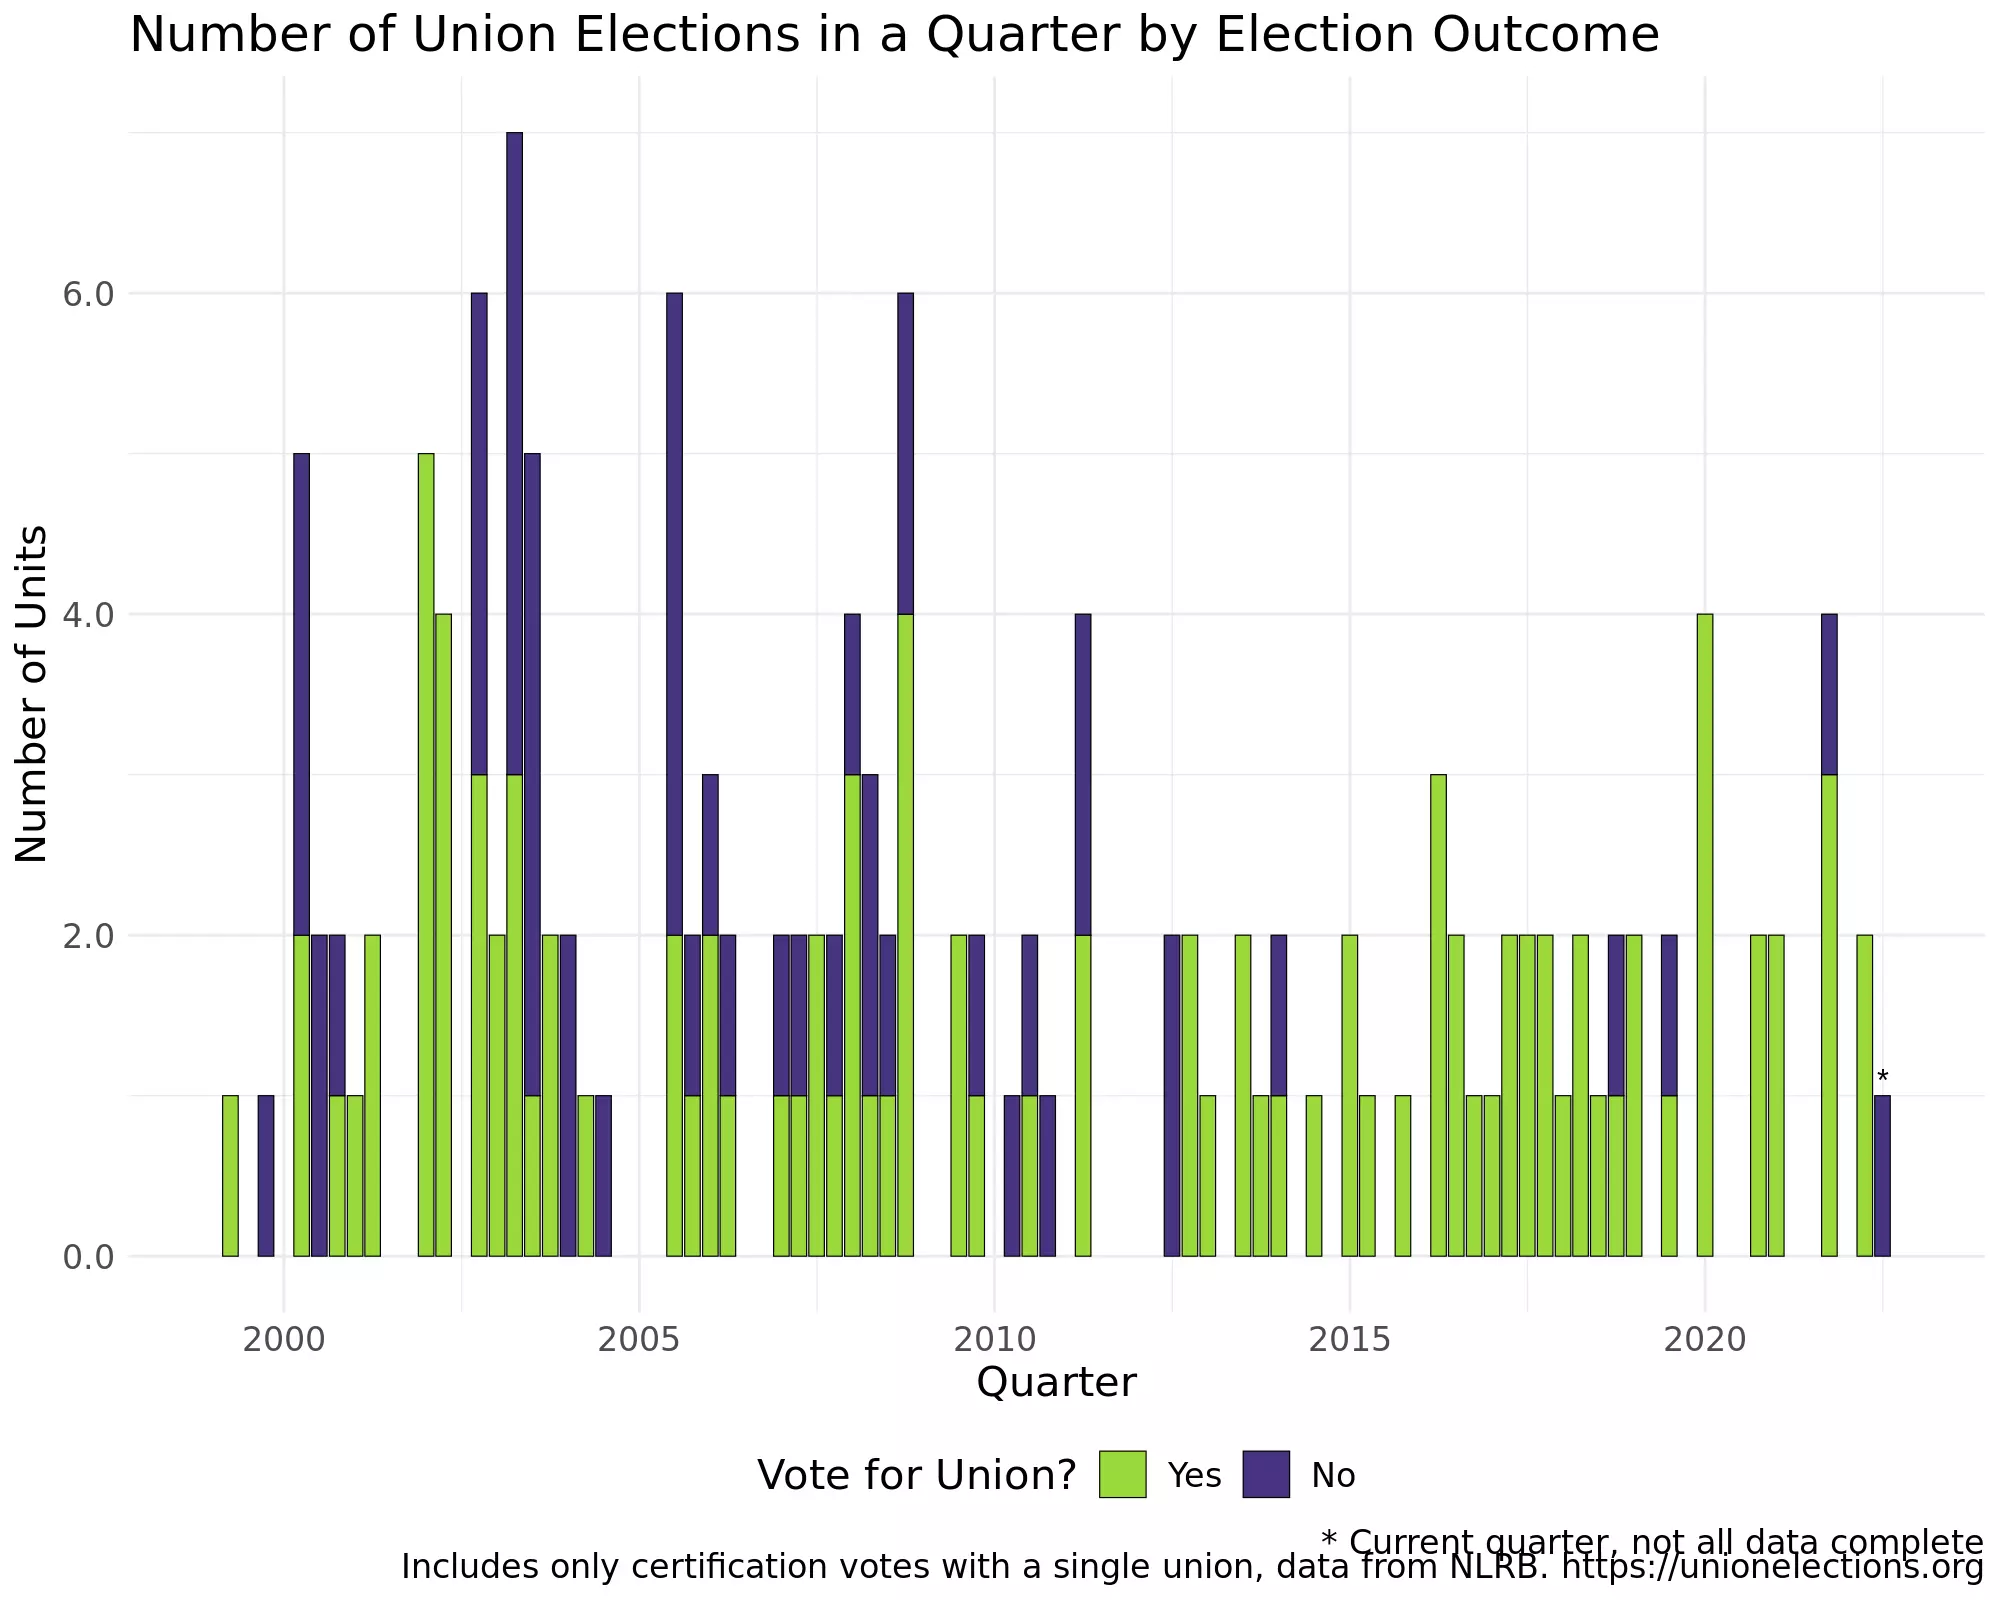 Number of Union Elections in a Quarter by Election Outcome
Number of Units
6.0
4.0
2.0
0.0
*
2000 2005 2010 2015 2020
Quarter
Vote for Union? Yes No
* Current quarter, not all data complete
Includes only certification votes with a single union, data from NLRB. https://unionelections.org